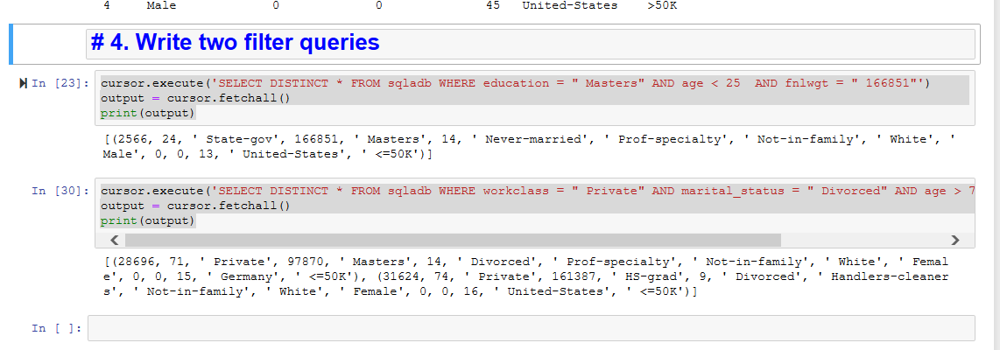 4 Male 0 0 45 United-States >50K
# 4. Write two filter queries
In [23]: cursor.execute('SELECT DISTINCT * FROM sqladb WHERE education = " Masters" AND age < 25  AND fnlwgt = " 166851"')
output = cursor.fetchall()
print(output)
[(2566, 24, ' State-gov', 166851, ' Masters', 14, ' Never-married', ' Prof-specialty', ' Not-in-family', ' White', '
Male', 0, 0, 13, ' United-States', ' <=50K')]
In [30]: cursor.execute('SELECT DISTINCT * FROM sqladb WHERE workclass = " Private" AND marital_status = " Divorced" AND age > 7
output = cursor.fetchall()
print(output)
[(28696, 71, ' Private', 97870, ' Masters', 14, ' Divorced', ' Prof-specialty', ' Not-in-family', ' White', ' Femal
e', 0, 0, 15, ' Germany', ' <=50K'), (31624, 74, ' Private', 161387, ' HS-grad', 9, ' Divorced', ' Handlers-cleaner
s', ' Not-in-family', ' White', ' Female', 0, 0, 16, ' United-States', ' <=50K')]
In [ ]: